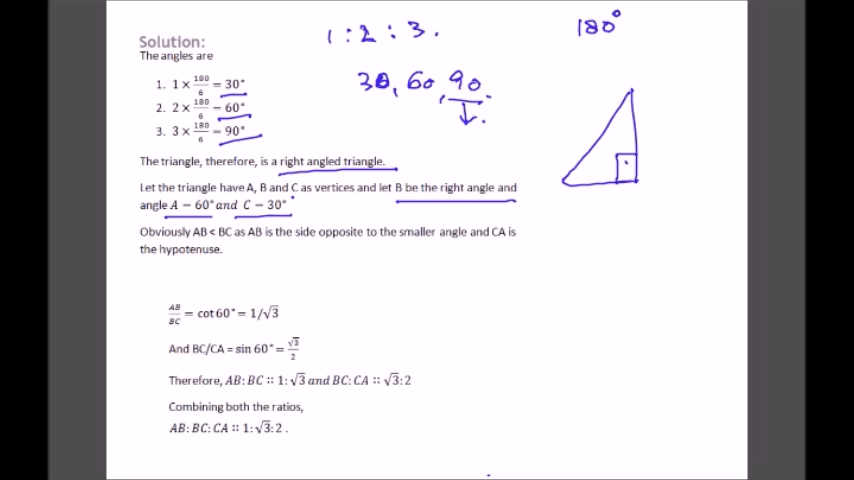 1 : 2 : 3 .
180°
Solution:
The angles are
30, 60, 90.
1. 1 × 180/6 = 30°
2. 2 × 180/6 − 60°
3. 3 × 180/6 − 90°
The triangle, therefore, is a right angled triangle.
Let the triangle have A, B and C as vertices and let B be the right angle and
angle A − 60° and C − 30°
Obviously AB < BC as AB is the side opposite to the smaller angle and CA is
the hypotenuse.
AB/BC = cot 60° = 1/√3
And BC/CA = sin 60° = √3/2
Therefore, AB: BC ∷ 1: √3 and BC: CA ∷ √3: 2
Combining both the ratios,
AB: BC: CA ∷ 1: √3: 2 .